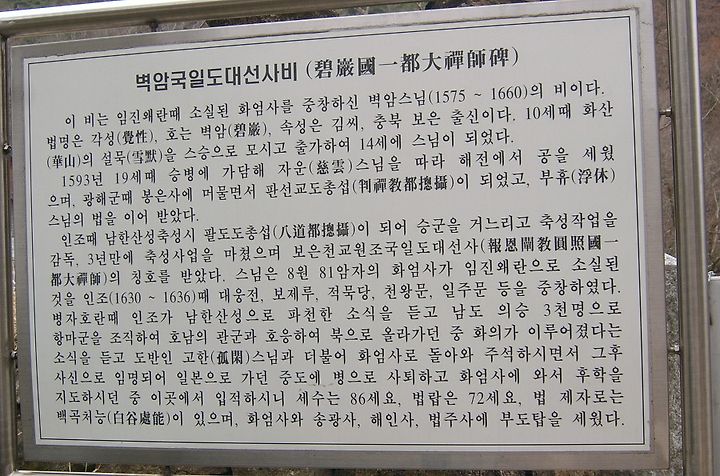 벽암국일도대선사비 (碧巖國一都大禪師碑)
이 비는 임진왜란때 소실된 화엄사를 중창하신 벽암스님(1575 ~ 1660)의 비이다.
법명은 각성(覺性), 호는 벽암(碧巖), 속성은 김씨, 충북 보은 출신이다. 10세때 화산
(華山)의 설묵(雪默)을 스승으로 모시고 출가하여 14세에 스님이 되었다.
1593년 19세때 승병에 가담해 자운(慈雲)스님을 따라 해전에서 공을 세웠
으며, 광해군때 봉은사에 머물면서 판선교도총섭(判禪敎都摠攝)이 되었고, 부휴(浮休)
스님의 법을 이어 받았다.
인조때 남한산성축성시 팔도도총섭(八道都摠攝)이 되어 승군을 거느리고 축성작업을
감독, 3년만에 축성사업을 마쳤으며 보은천교원조국일도대선사(報恩闡敎圓照國一
都大禪師)의 칭호를 받았다. 스님은 8원 81암자의 화엄사가 임진왜란으로 소실된
것을 인조(1630 ~ 1636)때 대웅전, 보제루, 적묵당, 천왕문, 일주문 등을 중창하였다.
병자호란때 인조가 남한산성으로 파천한 소식을 듣고 남도 의승 3천명으로
항마군을 조직하여 호남의 관군과 호응하여 북으로 올라가던 중 화의가 이루어졌다는
소식을 듣고 도반인 고한(孤閑)스님과 더불어 화엄사로 돌아와 주석하시면서 그후
사신으로 임명되어 일본으로 가던 중도에 병으로 사퇴하고 화엄사에 와서 후학을
지도하시던 중 이곳에서 입적하시니 세수는 86세요, 법랍은 72세요, 법 제자로는
백곡처능(白谷處能)이 있으며, 화엄사와 송광사, 해인사, 법주사에 부도탑을 세웠다.